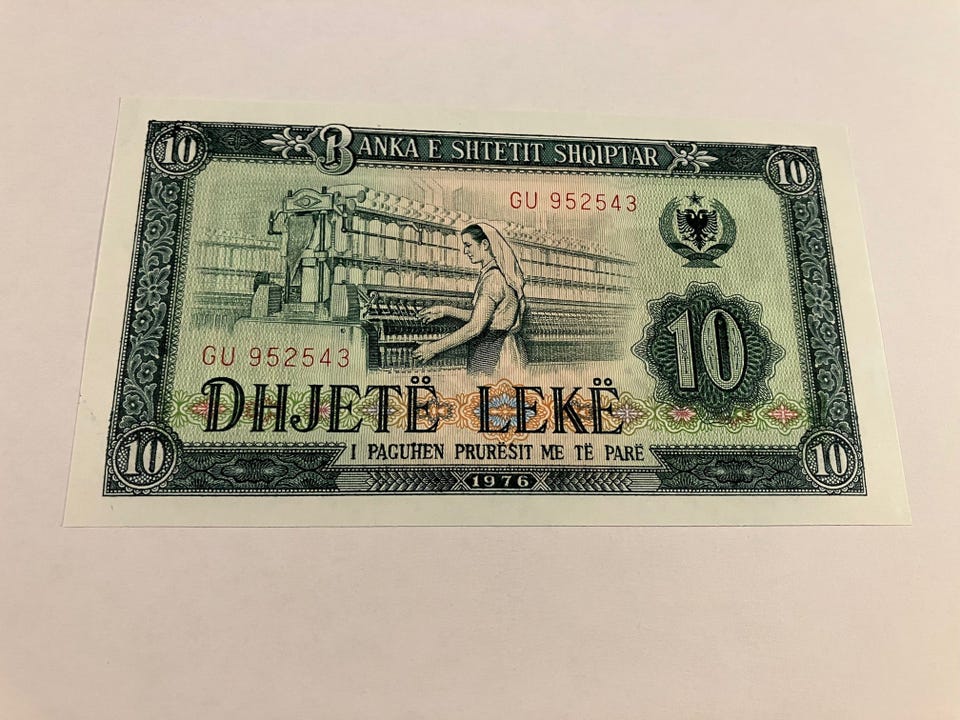 10 BANKA E SHTETIT SHQIPTAR 10
GU 952543
GU 952543
10
DHJETË LEKË
I PAGUHEN PRURËSIT ME TË PARË
10 1976 10